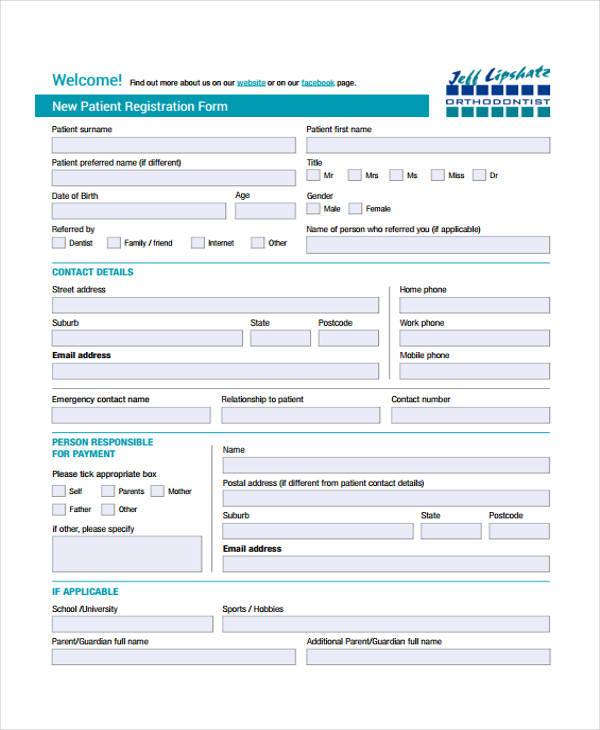 Welcome! Find out more about us on our website or on our facebook page.
Jeff Lipshatz
ORTHODONTIST
New Patient Registration Form
Patient surname
Patient first name
Patient preferred name (if different)
Title
Mr Mrs Ms Miss Dr
Date of Birth Age
Gender
Male Female
Referred by
Dentist Family / friend Internet Other
Name of person who referred you (if applicable)
CONTACT DETAILS
Street address
Home phone
Suburb State Postcode
Work phone
Email address
Mobile phone
Emergency contact name Relationship to patient Contact number
PERSON RESPONSIBLE
FOR PAYMENT
Please tick appropriate box
Self Parents Mother
Father Other
if other, please specify
Name
Postal address (if different from patient contact details)
Suburb State Postcode
Email address
IF APPLICABLE
School /University Sports / Hobbies
Parent/Guardian full name Additional Parent/Guardian full name